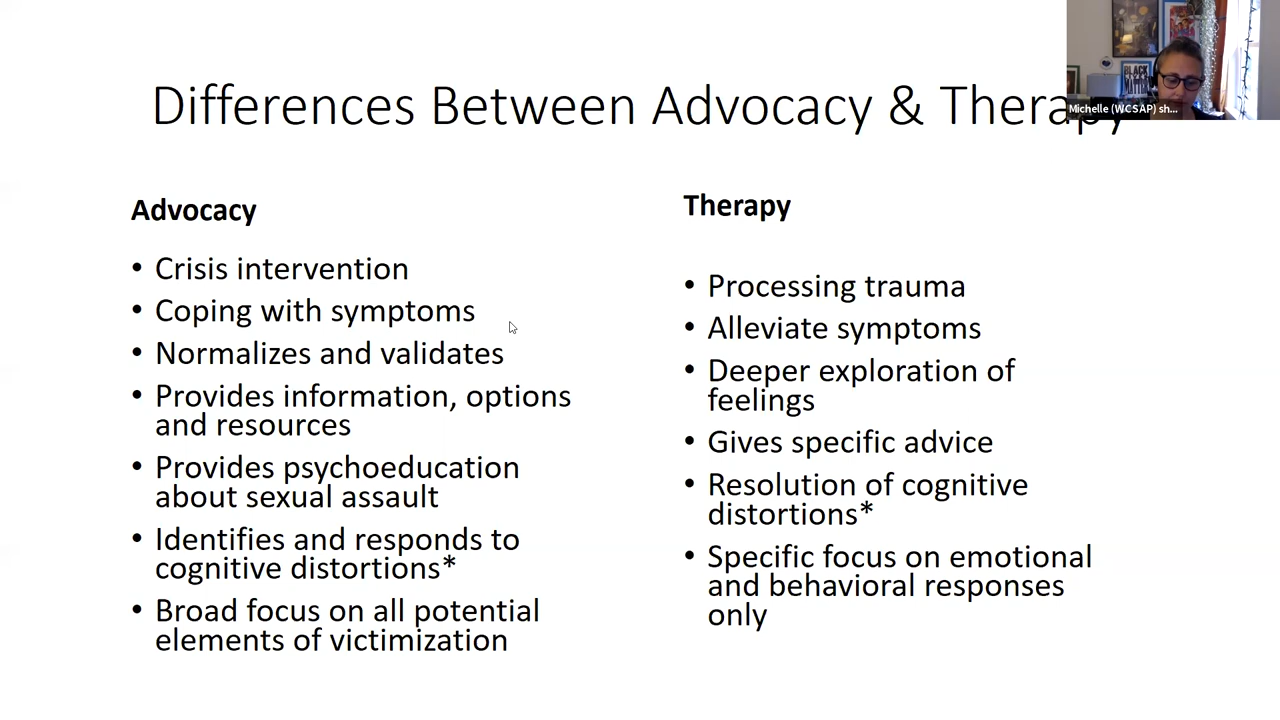 Differences Between Advocacy & Therapy
Michelle (WCSAP) sh...
BLACK
Advocacy
• Crisis intervention
• Coping with symptoms
• Normalizes and validates
• Provides information, options
and resources
• Provides psychoeducation
about sexual assault
• Identifies and responds to
cognitive distortions*
• Broad focus on all potential
elements of victimization
Therapy
• Processing trauma
• Alleviate symptoms
• Deeper exploration of
feelings
• Gives specific advice
• Resolution of cognitive
distortions*
• Specific focus on emotional
and behavioral responses
only